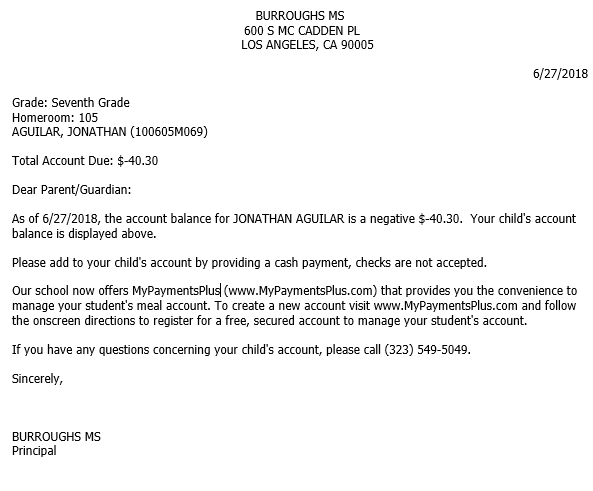 BURROUGHS MS
600 S MC CADDEN PL
LOS ANGELES, CA 90005
6/27/2018
Grade: Seventh Grade
Homeroom: 105
AGUILAR, JONATHAN (100605M069)
Total Account Due: $-40.30
Dear Parent/Guardian:
As of 6/27/2018, the account balance for JONATHAN AGUILAR is a negative $-40.30.  Your child's account
balance is displayed above.
Please add to your child's account by providing a cash payment, checks are not accepted.
Our school now offers MyPaymentsPlus (www.MyPaymentsPlus.com) that provides you the convenience to
manage your student's meal account. To create a new account visit www.MyPaymentsPlus.com and follow
the onscreen directions to register for a free, secured account to manage your student's account.
If you have any questions concerning your child's account, please call (323) 549-5049.
Sincerely,
BURROUGHS MS
Principal